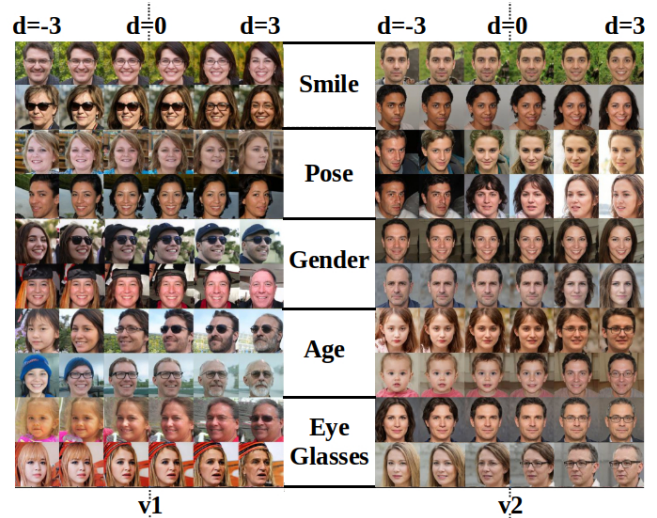 d=-3 d=0 d=3 d=-3 d=0 d=3
Smile
Pose
Gender
Age
Eye
Glasses
v1 v2